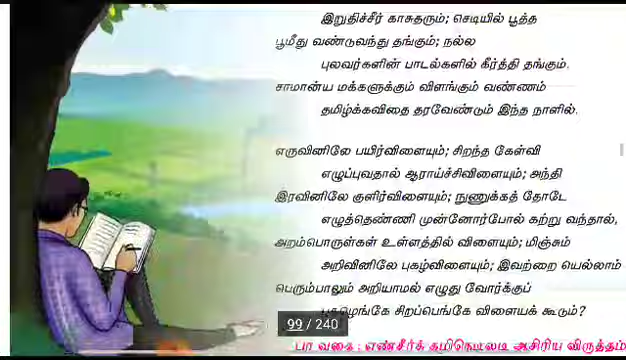 இறுதிச்சீர் காசுதரும்; செடியில் பூத்த
பூமீது வண்டுவந்து தங்கும்; நல்ல
புலவர்களின் பாடல்களில் கீர்த்தி தங்கும்.
சாமான்ய மக்களுக்கும் விளங்கும் வண்ணம்
தமிழ்க்கவிதை தரவேண்டும் இந்த நாளில்.
எருவினிலே பயிர்விளையும்; சிறந்த கேள்வி
எழுப்புவதால் ஆராய்ச்சிவிளையும்; அந்தி
இரவினிலே குளிர்விளையும்; நுணுக்கத் தோடே
எழுத்தெண்ணி முன்னோர்போல் கற்று வந்தால்,
அறம்பொருள்கள் உள்ளத்தில் விளையும்; மிஞ்சும்
அறிவினிலே புகழ்விளையும்; இவற்றை யெல்லாம்
பெரும்பாலும் அறியாமல் எழுது வோர்க்குப்
சிறப்பெங்கே விளையக் கூடும்?
99 / 240
பா வகை : எண்சீர்க் கழிநெடிலடி ஆசிரிய விருத்தம்